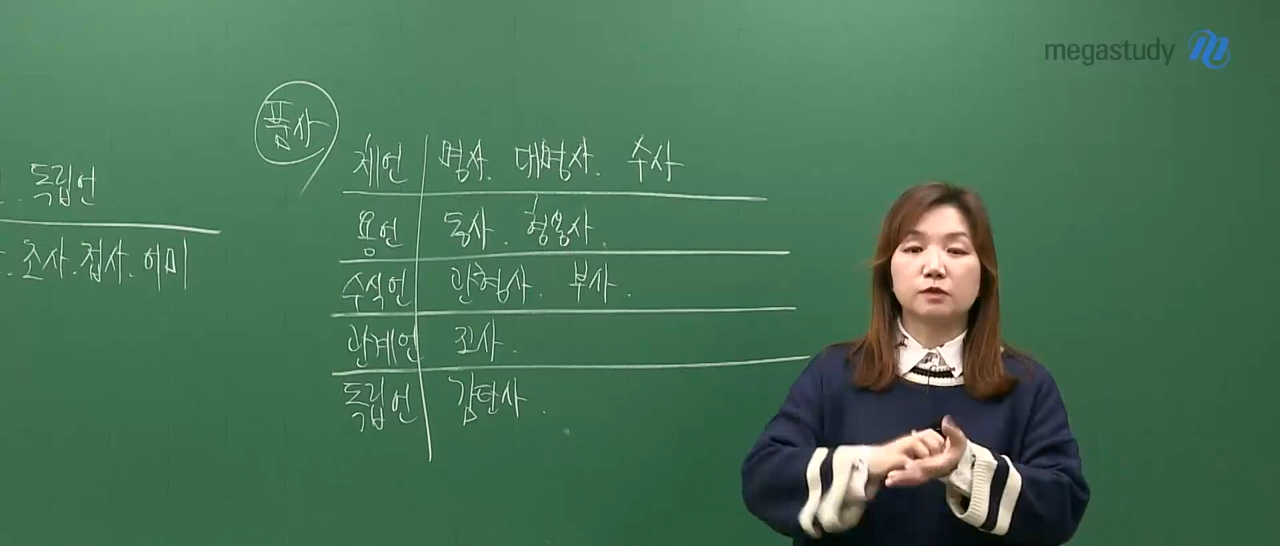 megastudy
품사
체언 명사. 대명사. 수사
용언 동사. 형용사.
수식언 관형사. 부사.
관계언 조사.
독립언 감탄사.
. 독립언
. 조사. 접사. 어미